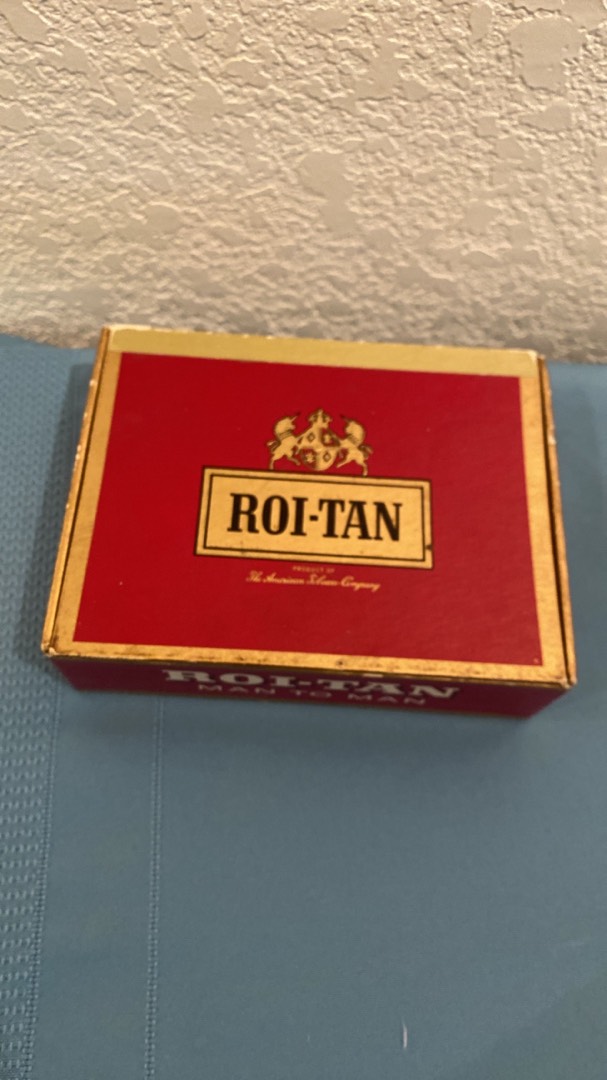 ROI-TAN
PRODUCT OF
The American Tobacco Company
ROI-TAN
MAN TO MAN